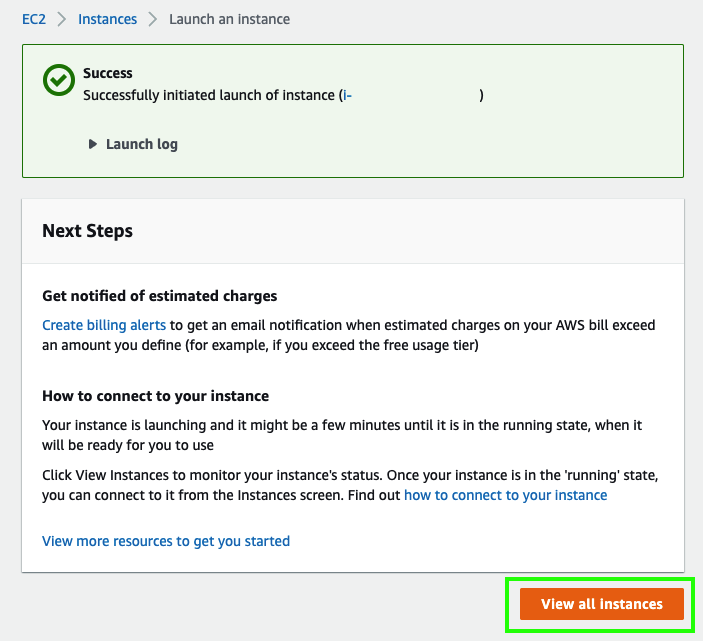 EC2 > Instances > Launch an instance
Success
Successfully initiated launch of instance (i- )
Launch log
Next Steps
Get notified of estimated charges
Create billing alerts to get an email notification when estimated charges on your AWS bill exceed
an amount you define (for example, if you exceed the free usage tier)
How to connect to your instance
Your instance is launching and it might be a few minutes until it is in the running state, when it
will be ready for you to use
Click View Instances to monitor your instance's status. Once your instance is in the 'running' state,
you can connect to it from the Instances screen. Find out how to connect to your instance
View more resources to get you started
View all instances